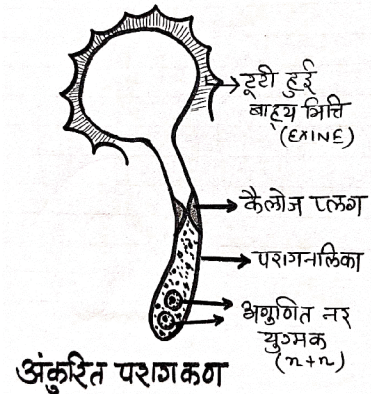 टूटी हुई
बाह्य भित्ति
(EXINE)
कैलोज प्लग
परागनलिका
अगुणित नर
युग्मक
(n+n)
अंकुरित परागकण